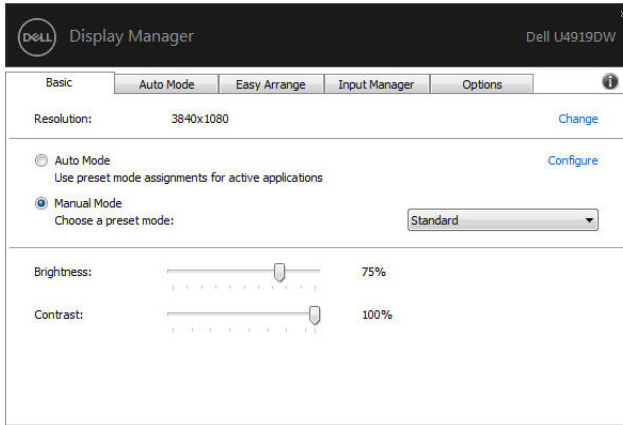 DELL Display Manager Dell U4919DW
Basic Auto Mode Easy Arrange Input Manager Options
Resolution: 3840x1080 Change
Auto Mode Configure
Use preset mode assignments for active applications
Manual Mode
Choose a preset mode: Standard
Brightness: 75%
Contrast: 100%